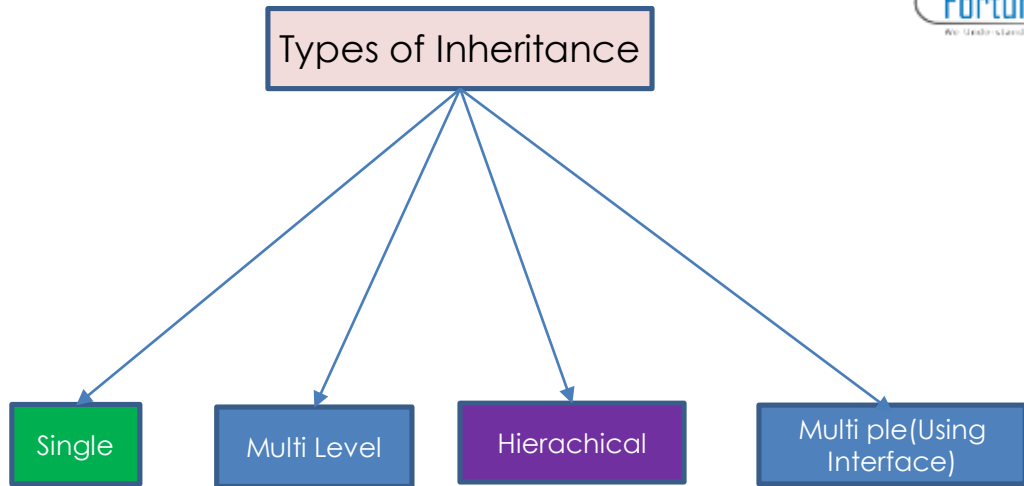 Types of Inheritance
Single
Multi Level
Hierachical
Multi ple(Using
Interface)